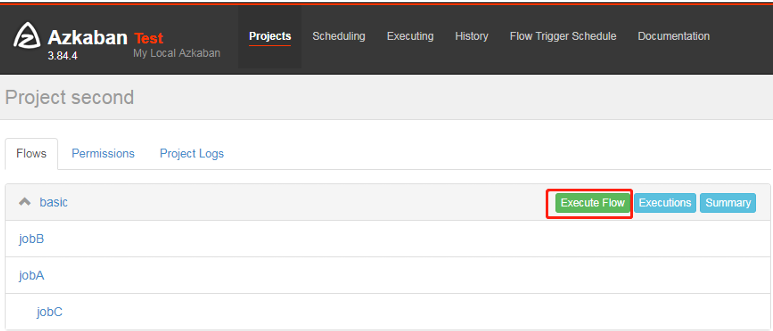 Azkaban Test
3.84.4 My Local Azkaban
Projects Scheduling Executing History Flow Trigger Schedule Documentation
Project second
Flows Permissions Project Logs
basic Execute Flow Executions Summary
jobB
jobA
jobC